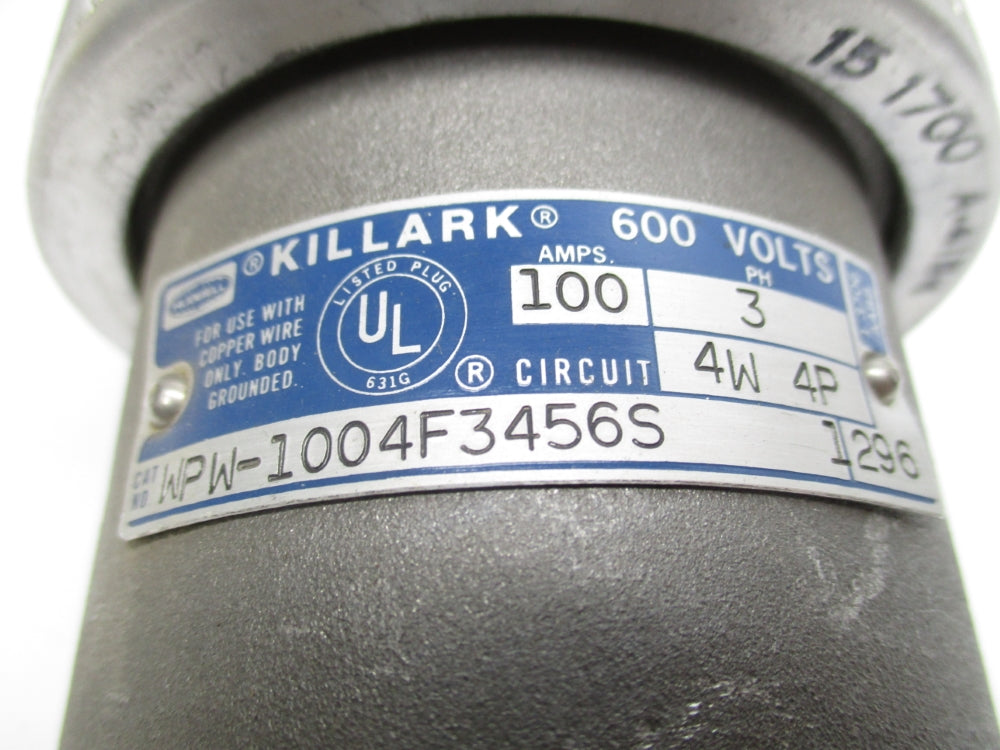 15 1700
® KILLARK® 600 VOLTS
LISTED PLUG
UL
631G
®
FOR USE WITH
COPPER WIRE
ONLY. BODY
GROUNDED.
AMPS.
100
PH
3
CIRCUIT
4W 4P
CAT
NO
WPW-1004F3456S
1296